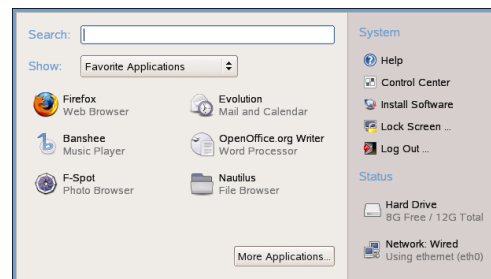 Search:
Show: Favorite Applications
Firefox
Web Browser
Evolution
Mail and Calendar
Banshee
Music Player
OpenOffice.org Writer
Word Processor
F-Spot
Photo Browser
Nautilus
File Browser
More Applications...
System
Help
Control Center
Install Software
Lock Screen ...
Log Out ...
Status
Hard Drive
8G Free / 12G Total
Network: Wired
Using ethernet (eth0)